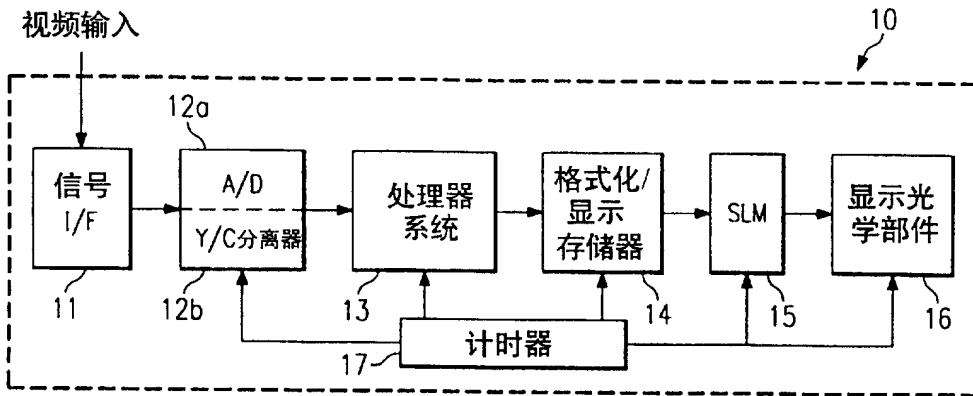 视频输入
10
12a
信号
I/F
A/D
Y/C分离器
处理器
系统
格式化/
显示
存储器
SLM
显示光
学部件
11
12b
13
14
15
16
计时器
17